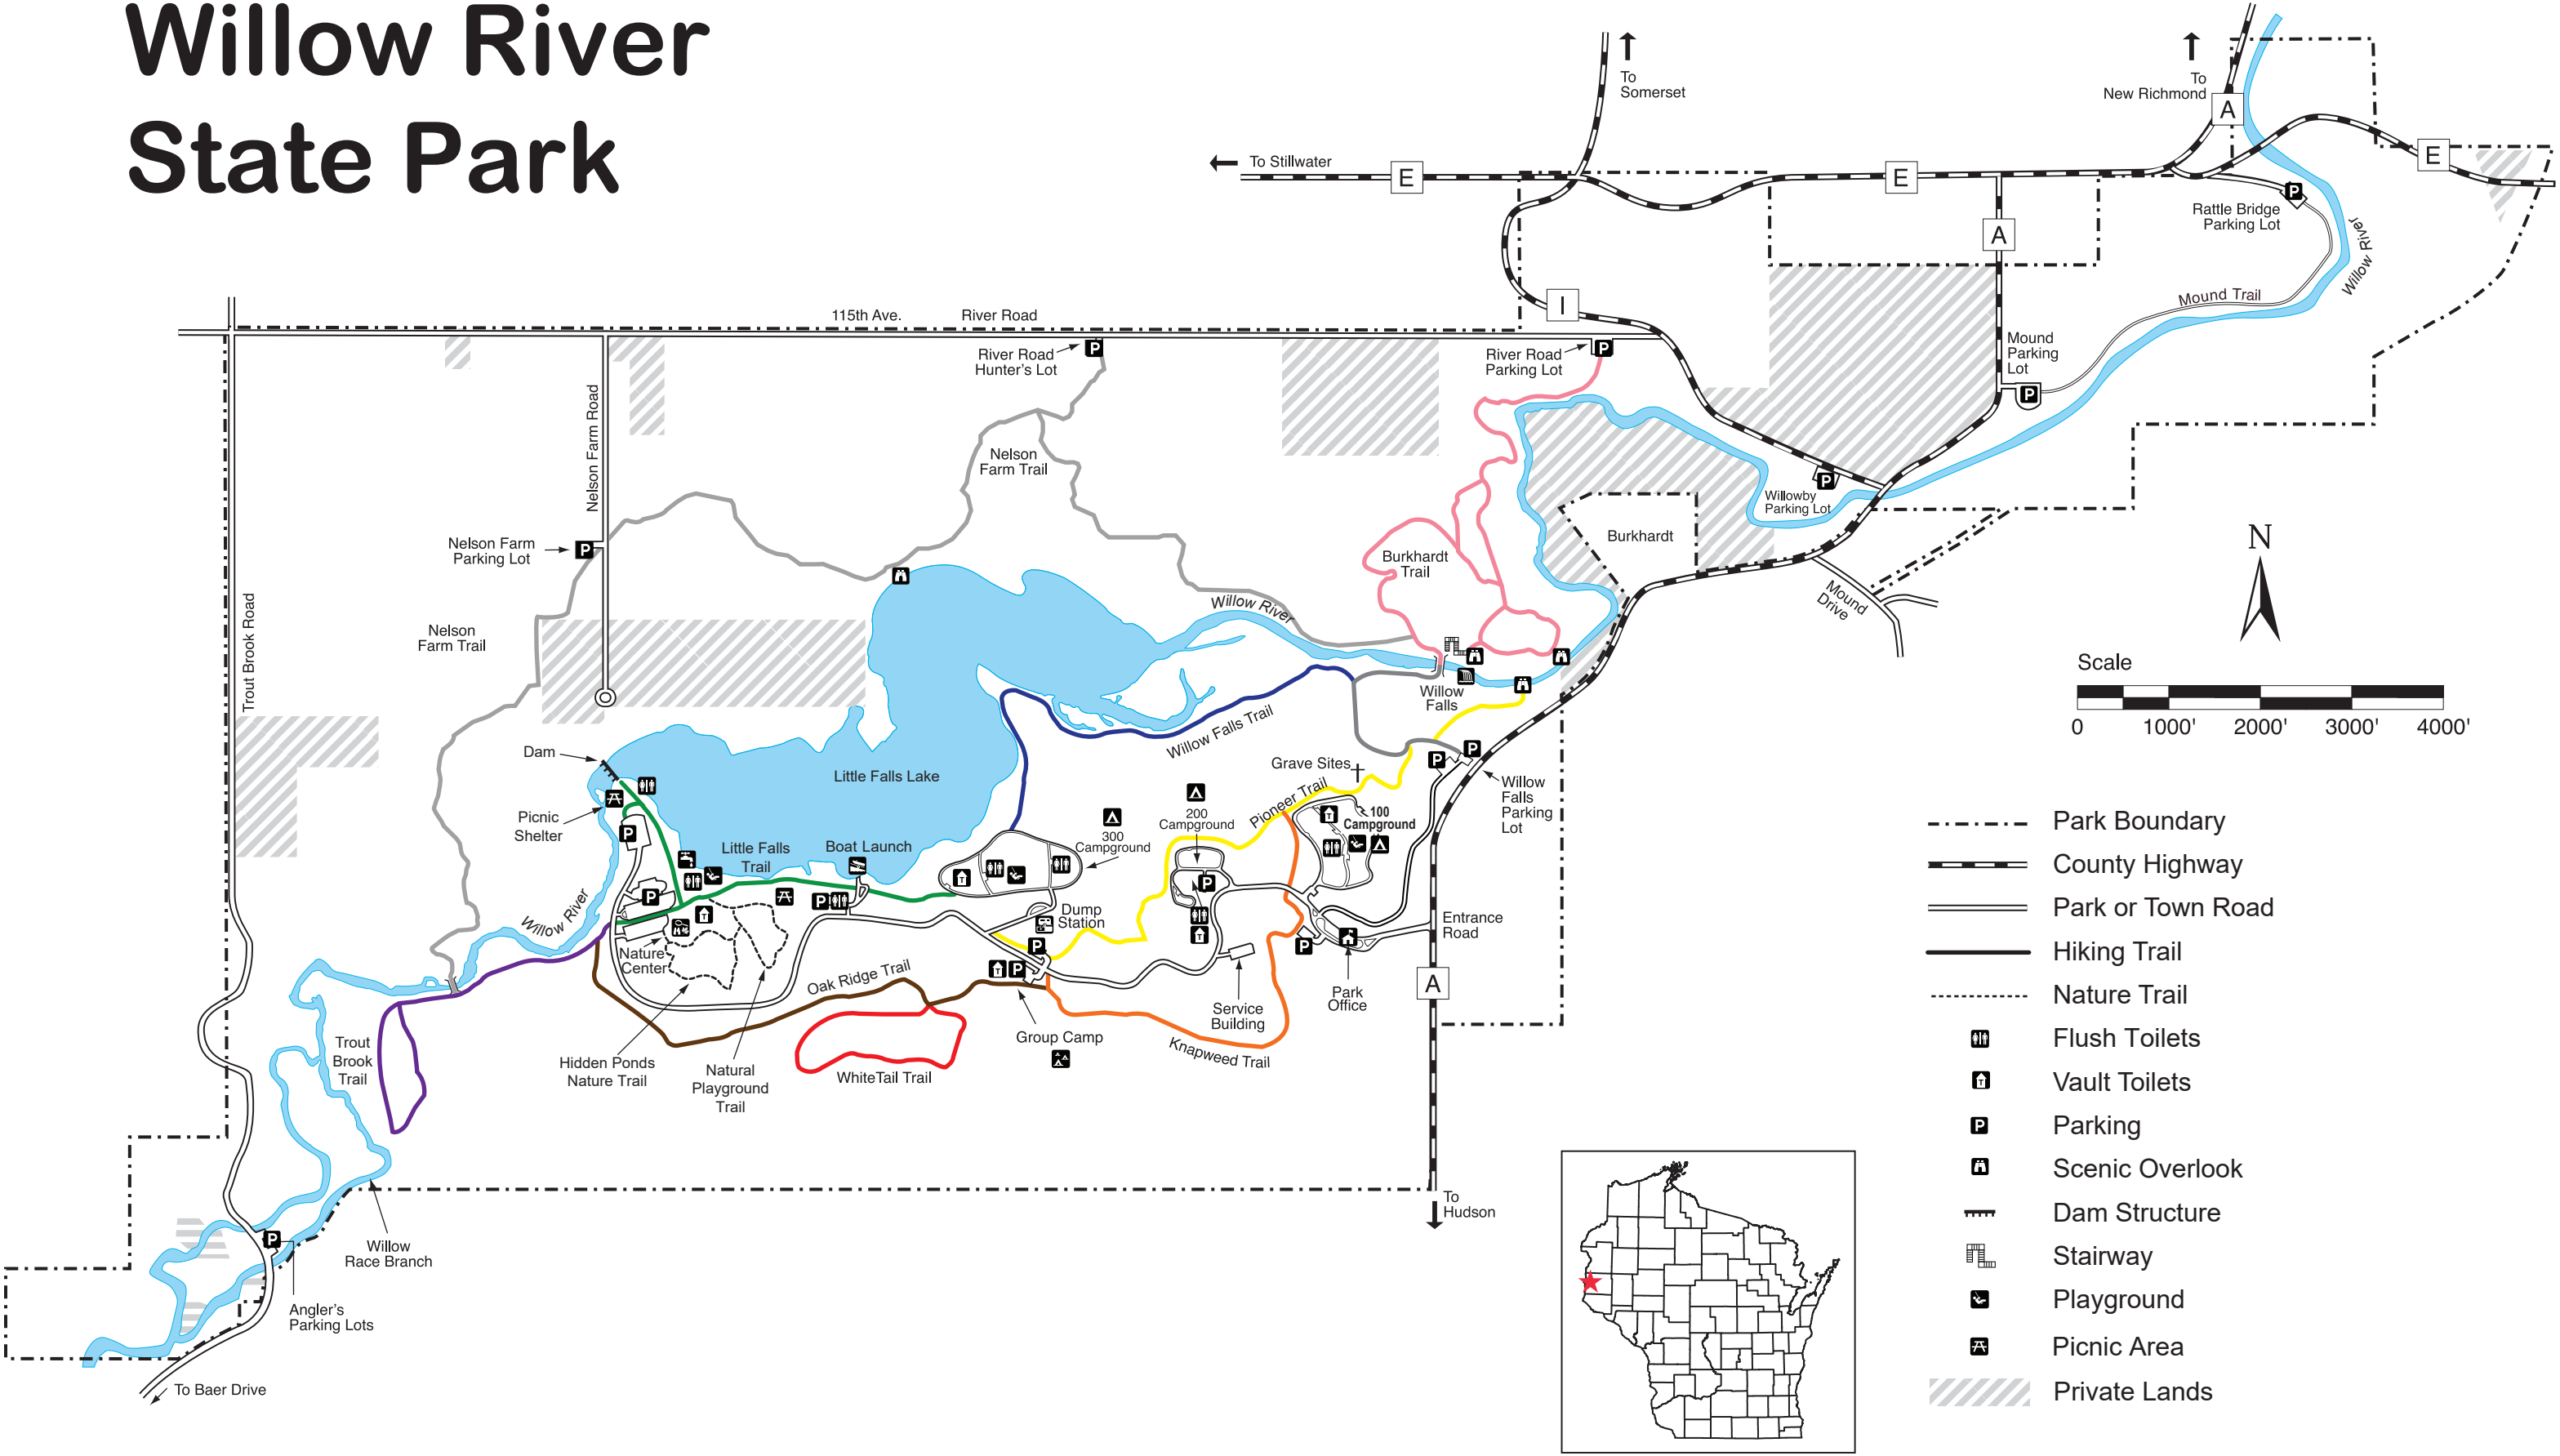 Willow River
State Park
To
Somerset
To
New Richmond
A
To Stillwater
E
E
E
A
Rattle Bridge
Parking Lot
Willow River
Mound Trail
I
115th Ave.
River Road
River Road
Hunter's Lot
P
River Road
Parking Lot
P
P
Mound
Parking
Lot
P
Nelson Farm Road
Nelson
Farm Trail
Willowby
Parking Lot
P
Burkhardt
Burkhardt
Trail
Nelson Farm
Parking Lot
P
N
Mound
Drive
Trout Brook Road
Nelson
Farm Trail
Willow River
Scale
0 1000' 2000' 3000' 4000'
Willow
Falls
Willow Falls Trail
Dam
Little Falls Lake
Grave Sites
P
P
Willow
Falls
Parking
Lot
Picnic
Shelter
P
Pioneer Trail
200
Campground
100
Campground
300
Campground
Little Falls
Trail
Boat Launch
P
P
P
Willow River
Dump
Station
P
P
P
Entrance
Road
Nature
Center
Oak Ridge Trail
A
Park
Office
Service
Building
Group Camp
Knapweed Trail
Trout
Brook
Trail
Hidden Ponds
Nature Trail
Natural
Playground
Trail
WhiteTail Trail
To
Hudson
P
Willow
Race Branch
Angler's
Parking Lots
To Baer Drive
Park Boundary
County Highway
Park or Town Road
Hiking Trail
Nature Trail
Flush Toilets
T Vault Toilets
P Parking
Scenic Overlook
Dam Structure
Stairway
Playground
Picnic Area
Private Lands